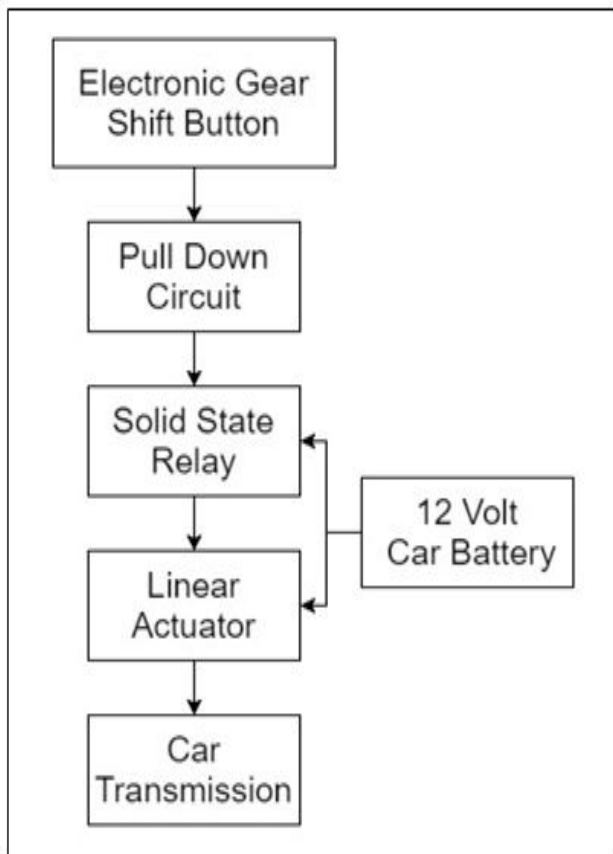 Electronic Gear
Shift Button
Pull Down
Circuit
Solid State
Relay
12 Volt
Car Battery
Linear
Actuator
Car
Transmission